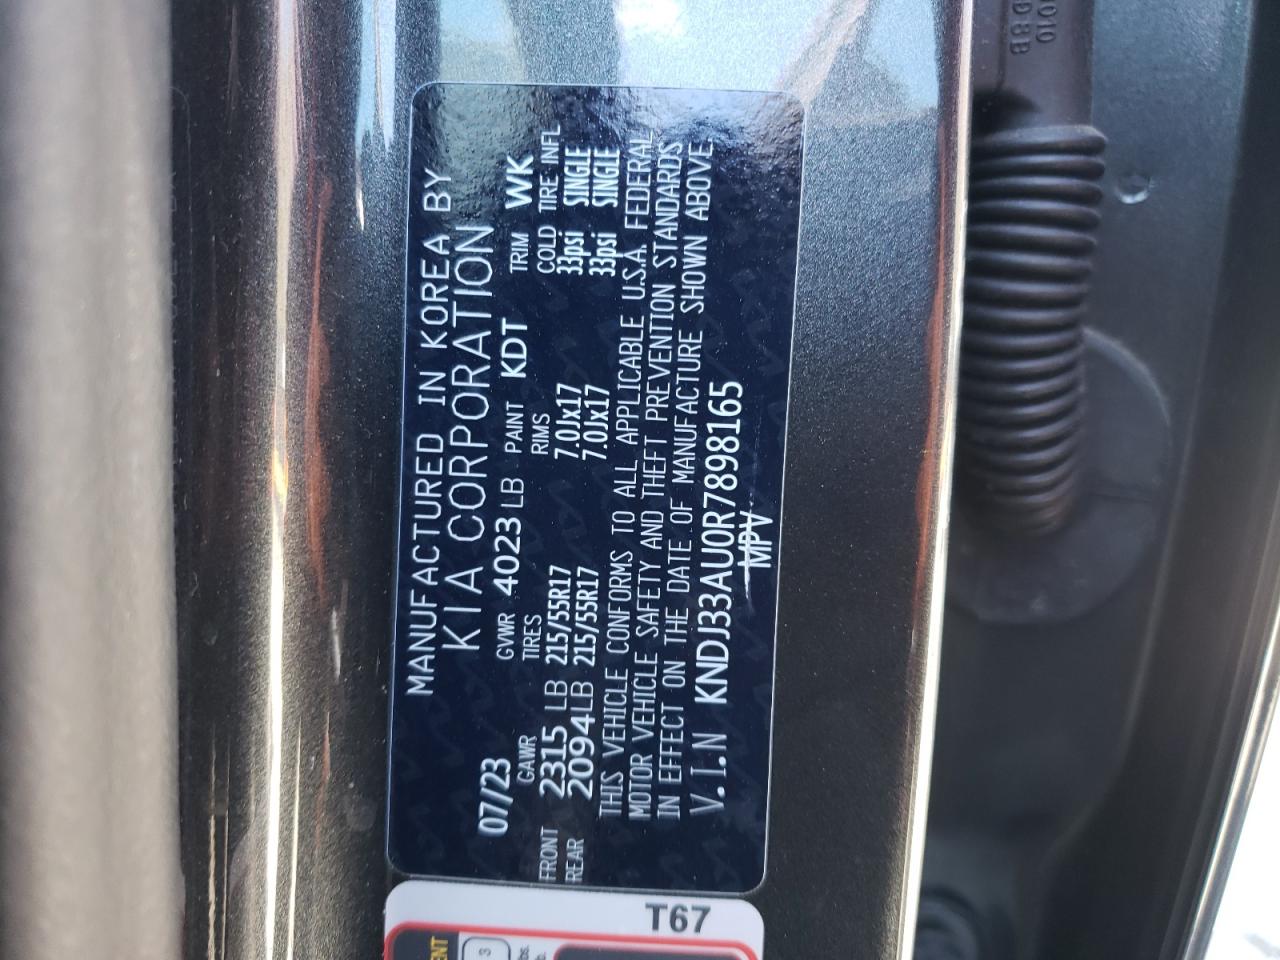 MANUFACTURED IN KOREA BY
KIA CORPORATION
07/23 GVWR 4023 LB PAINT KDT TRIM WK
GAWR TIRES RIMS COLD TIRE INFL
FRONT 2315 LB 215/55R17 7.0Jx17 33psi SINGLE
REAR 2094 LB 215/55R17 7.0Jx17 33psi SINGLE
THIS VEHICLE CONFORMS TO ALL APPLICABLE U.S.A. FEDERAL
MOTOR VEHICLE SAFETY AND THEFT PREVENTION STANDARDS
IN EFFECT ON THE DATE OF MANUFACTURE SHOWN ABOVE.
V.I.N KNDJ33AU0R7898165
MPV
T67
3